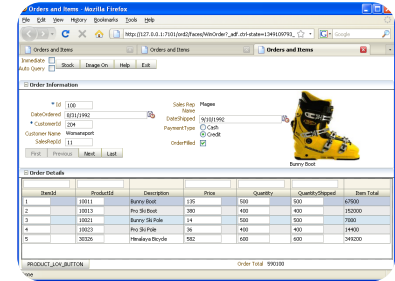 Orders and Items - Mozilla Firefox
File Edit View History Bookmarks Tools Help
http://127.0.0.1:7101/ord2/faces/WinOrder?_adf.ctrl-state=1349109793_
Google
Orders and Items Orders and Items Orders and Items
Immediate
Auto Query Stock Image On Help Exit
Order Information
* Id 100
DateOrdered 8/31/1992
* CustomerId 204
Customer Name Womansport
SalesRepId 11
Sales Rep Name Magee
DateShipped 9/10/1992
PaymentType Cash
Credit
OrderFilled
First Previous Next Last
Bunny Boot
Order Details
ItemId ProductId Description Price Quantity QuantityShipped Item Total
1 10011 Bunny Boot 135 500 500 67500
2 10013 Pro Ski Boot 380 400 400 152000
3 10021 Bunny Ski Pole 14 500 500 7000
4 10023 Pro Ski Pole 36 400 400 14400
5 30326 Himalaya Bicycle 582 600 600 349200
PRODUCT_LOV_BUTTON Order Total 590100